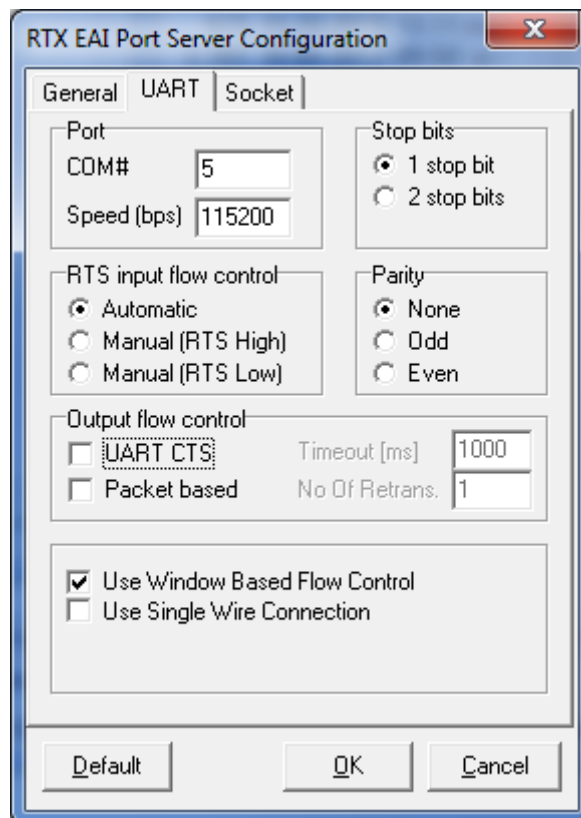 RTX EAI Port Server Configuration
General UART Socket
Port
COM# 5
Speed (bps) 115200
Stop bits
1 stop bit
2 stop bits
RTS input flow control
Automatic
Manual (RTS High)
Manual (RTS Low)
Parity
None
Odd
Even
Output flow control
UART CTS Timeout [ms] 1000
Packet based No Of Retrans. 1
Use Window Based Flow Control
Use Single Wire Connection
Default OK Cancel